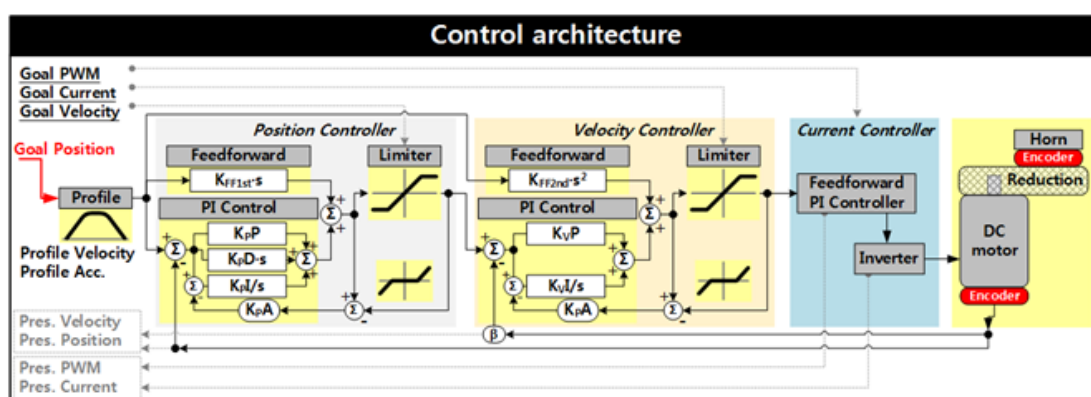 Control architecture
Goal PWM
Goal Current
Goal Velocity
Goal Position
Profile
Profile Velocity
Profile Acc.
Position Controller
Feedforward
Limiter
KFF1st·s
PI Control
Σ
KPP
KPD·s
KPI/s
KPA
Velocity Controller
Feedforward
Limiter
KFF2nd·s²
PI Control
Σ
KVP
KVI/s
KPA
β
Current Controller
Feedforward
PI Controller
Inverter
Horn
Encoder
Reduction
DC
motor
Encoder
Pres. Velocity
Pres. Position
Pres. PWM
Pres. Current